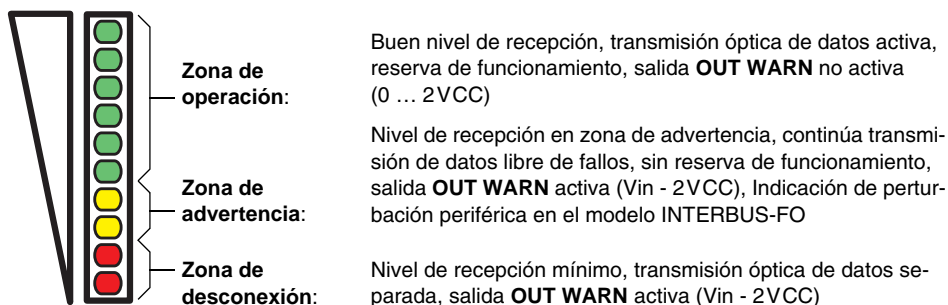 Zona de
operación:
Buen nivel de recepción, transmisión óptica de datos activa,
reserva de funcionamiento, salida OUT WARN no activa
(0 … 2VCC)
Zona de
advertencia:
Nivel de recepción en zona de advertencia, continúa transmi-
sión de datos libre de fallos, sin reserva de funcionamiento,
salida OUT WARN activa (Vin - 2VCC), Indicación de pertur-
bación periférica en el modelo INTERBUS-FO
Zona de
desconexión:
Nivel de recepción mínimo, transmisión óptica de datos se-
parada, salida OUT WARN activa (Vin - 2VCC)